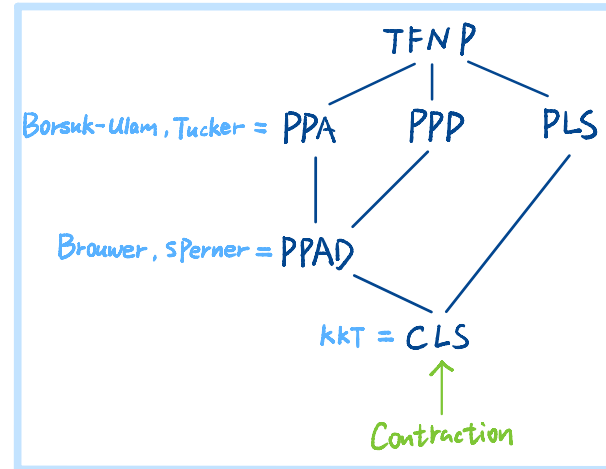 TFNP
Borsuk-Ulam, Tucker = PPA PPP PLS
Brouwer, sPerner = PPAD
kkT = CLS
Contraction